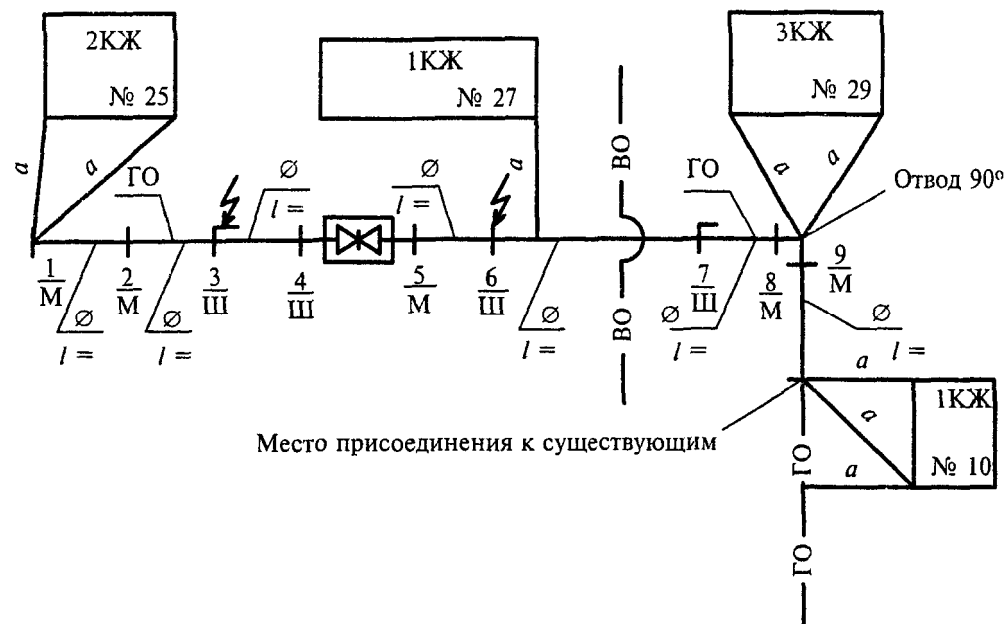 2КЖ
№ 25
1КЖ
№ 27
3КЖ
№ 29
а
а
а
а
а
ВО
ГО
∅
l =
∅
l =
ГО
Отвод 90°
1/М
2/М
3/Ш
4/Ш
5/М
6/Ш
7/Ш
8/М
9/М
∅
l =
∅
l =
∅
l =
∅
l =
∅
l =
ВО
а
1КЖ
а
№ 10
а
Место присоединения к существующим
ГО
ГО